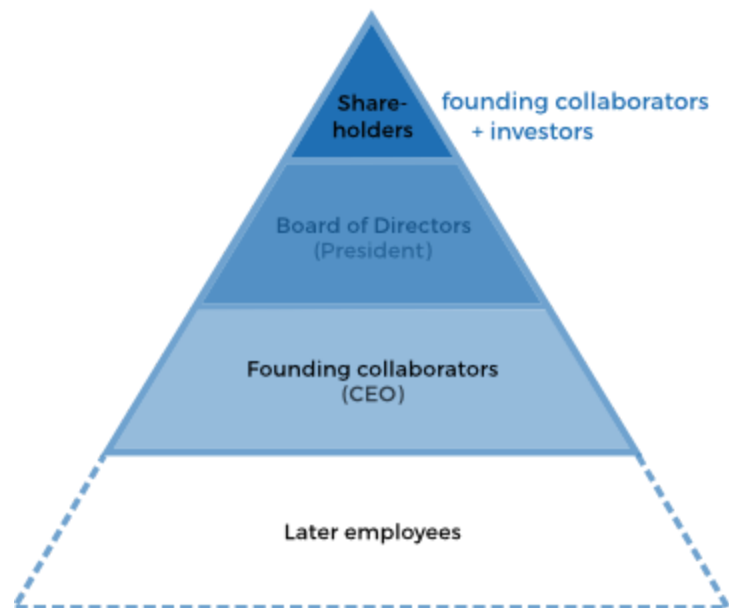 Share-
holders
founding collaborators
+ investors
Board of Directors
(President)
Founding collaborators
(CEO)
Later employees